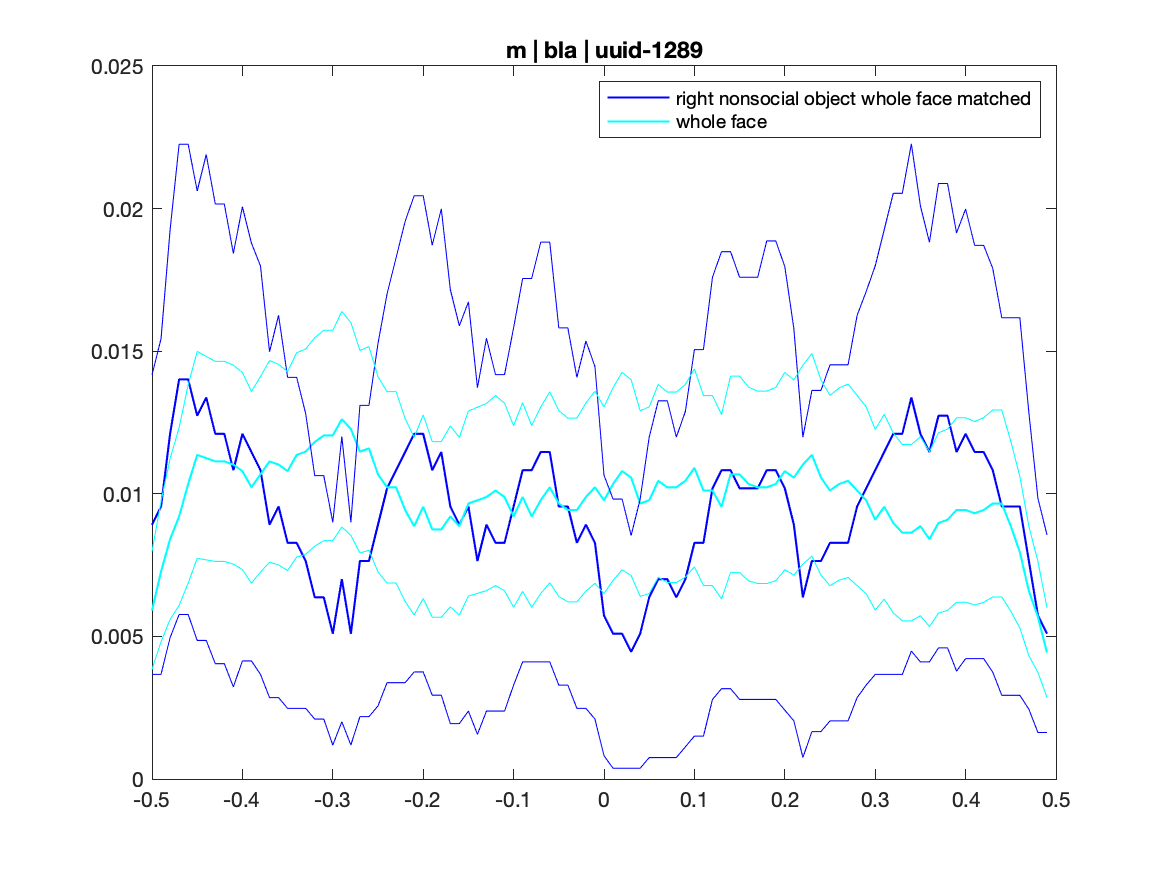 m | bla | uuid-1289
right nonsocial object whole face matched
whole face
0.025
0.02
0.015
0.01
0.005
0
-0.5 -0.4 -0.3 -0.2 -0.1 0 0.1 0.2 0.3 0.4 0.5